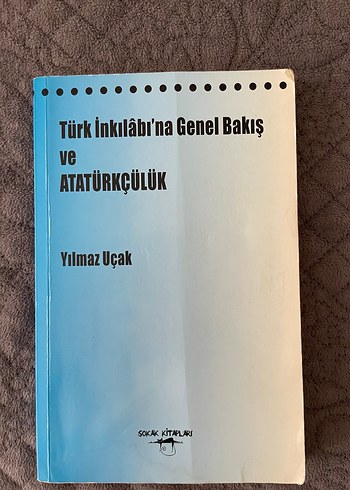 Türk İnkılâbı'na Genel Bakış
ve
ATATÜRKÇÜLÜK
Yılmaz Uçak
SOKAK KİTAPLARI